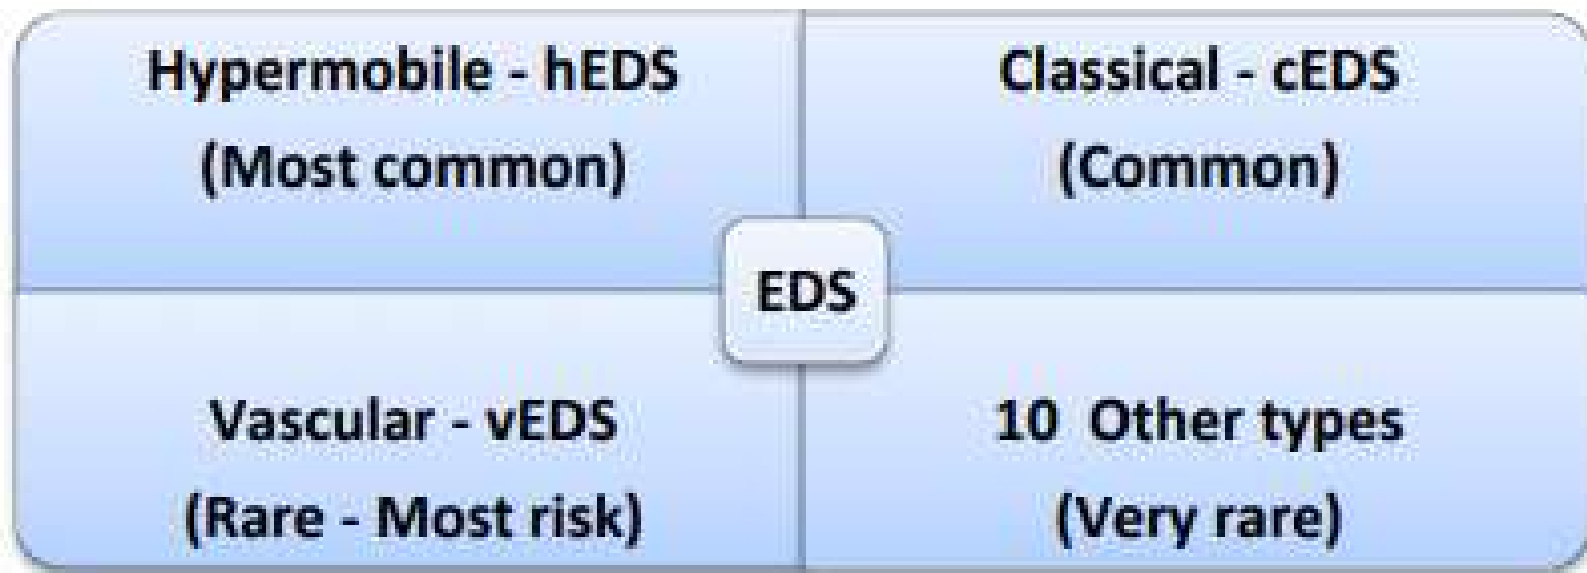 Hypermobile - hEDS
(Most common)
Classical - cEDS
(Common)
EDS
Vascular - vEDS
(Rare - Most risk)
10 Other types
(Very rare)